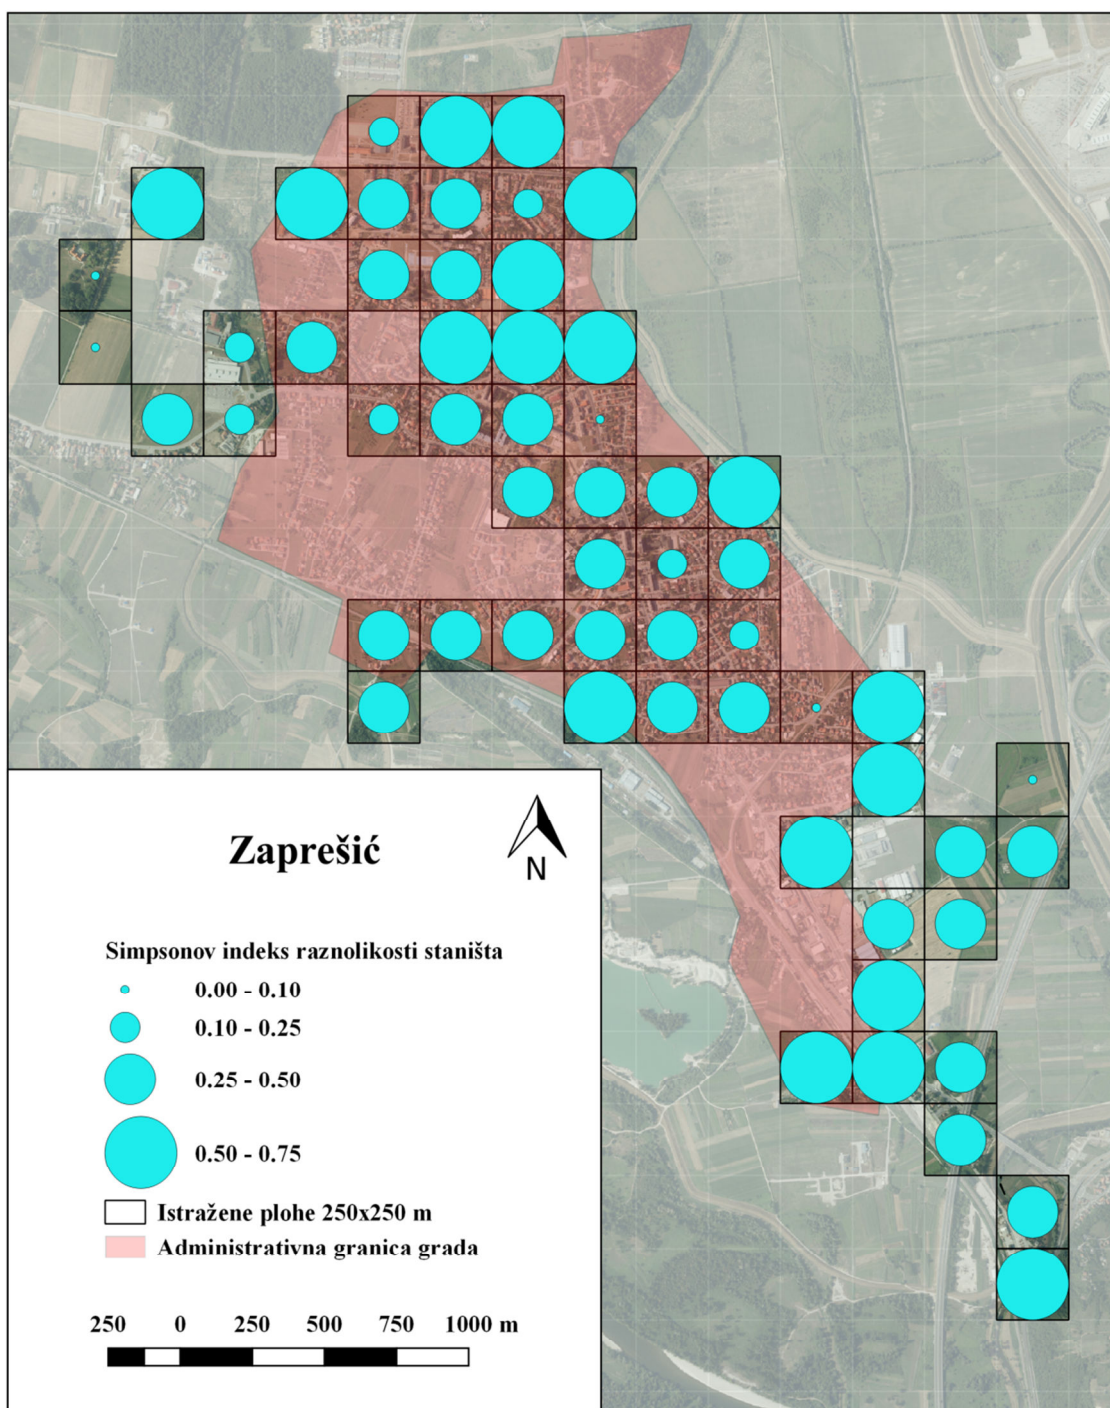 Zaprešić
N
Simpsonov indeks raznolikosti staništa
0.00 - 0.10
0.10 - 0.25
0.25 - 0.50
0.50 - 0.75
Istražene plohe 250x250 m
Administrativna granica grada
250 0 250 500 750 1000 m